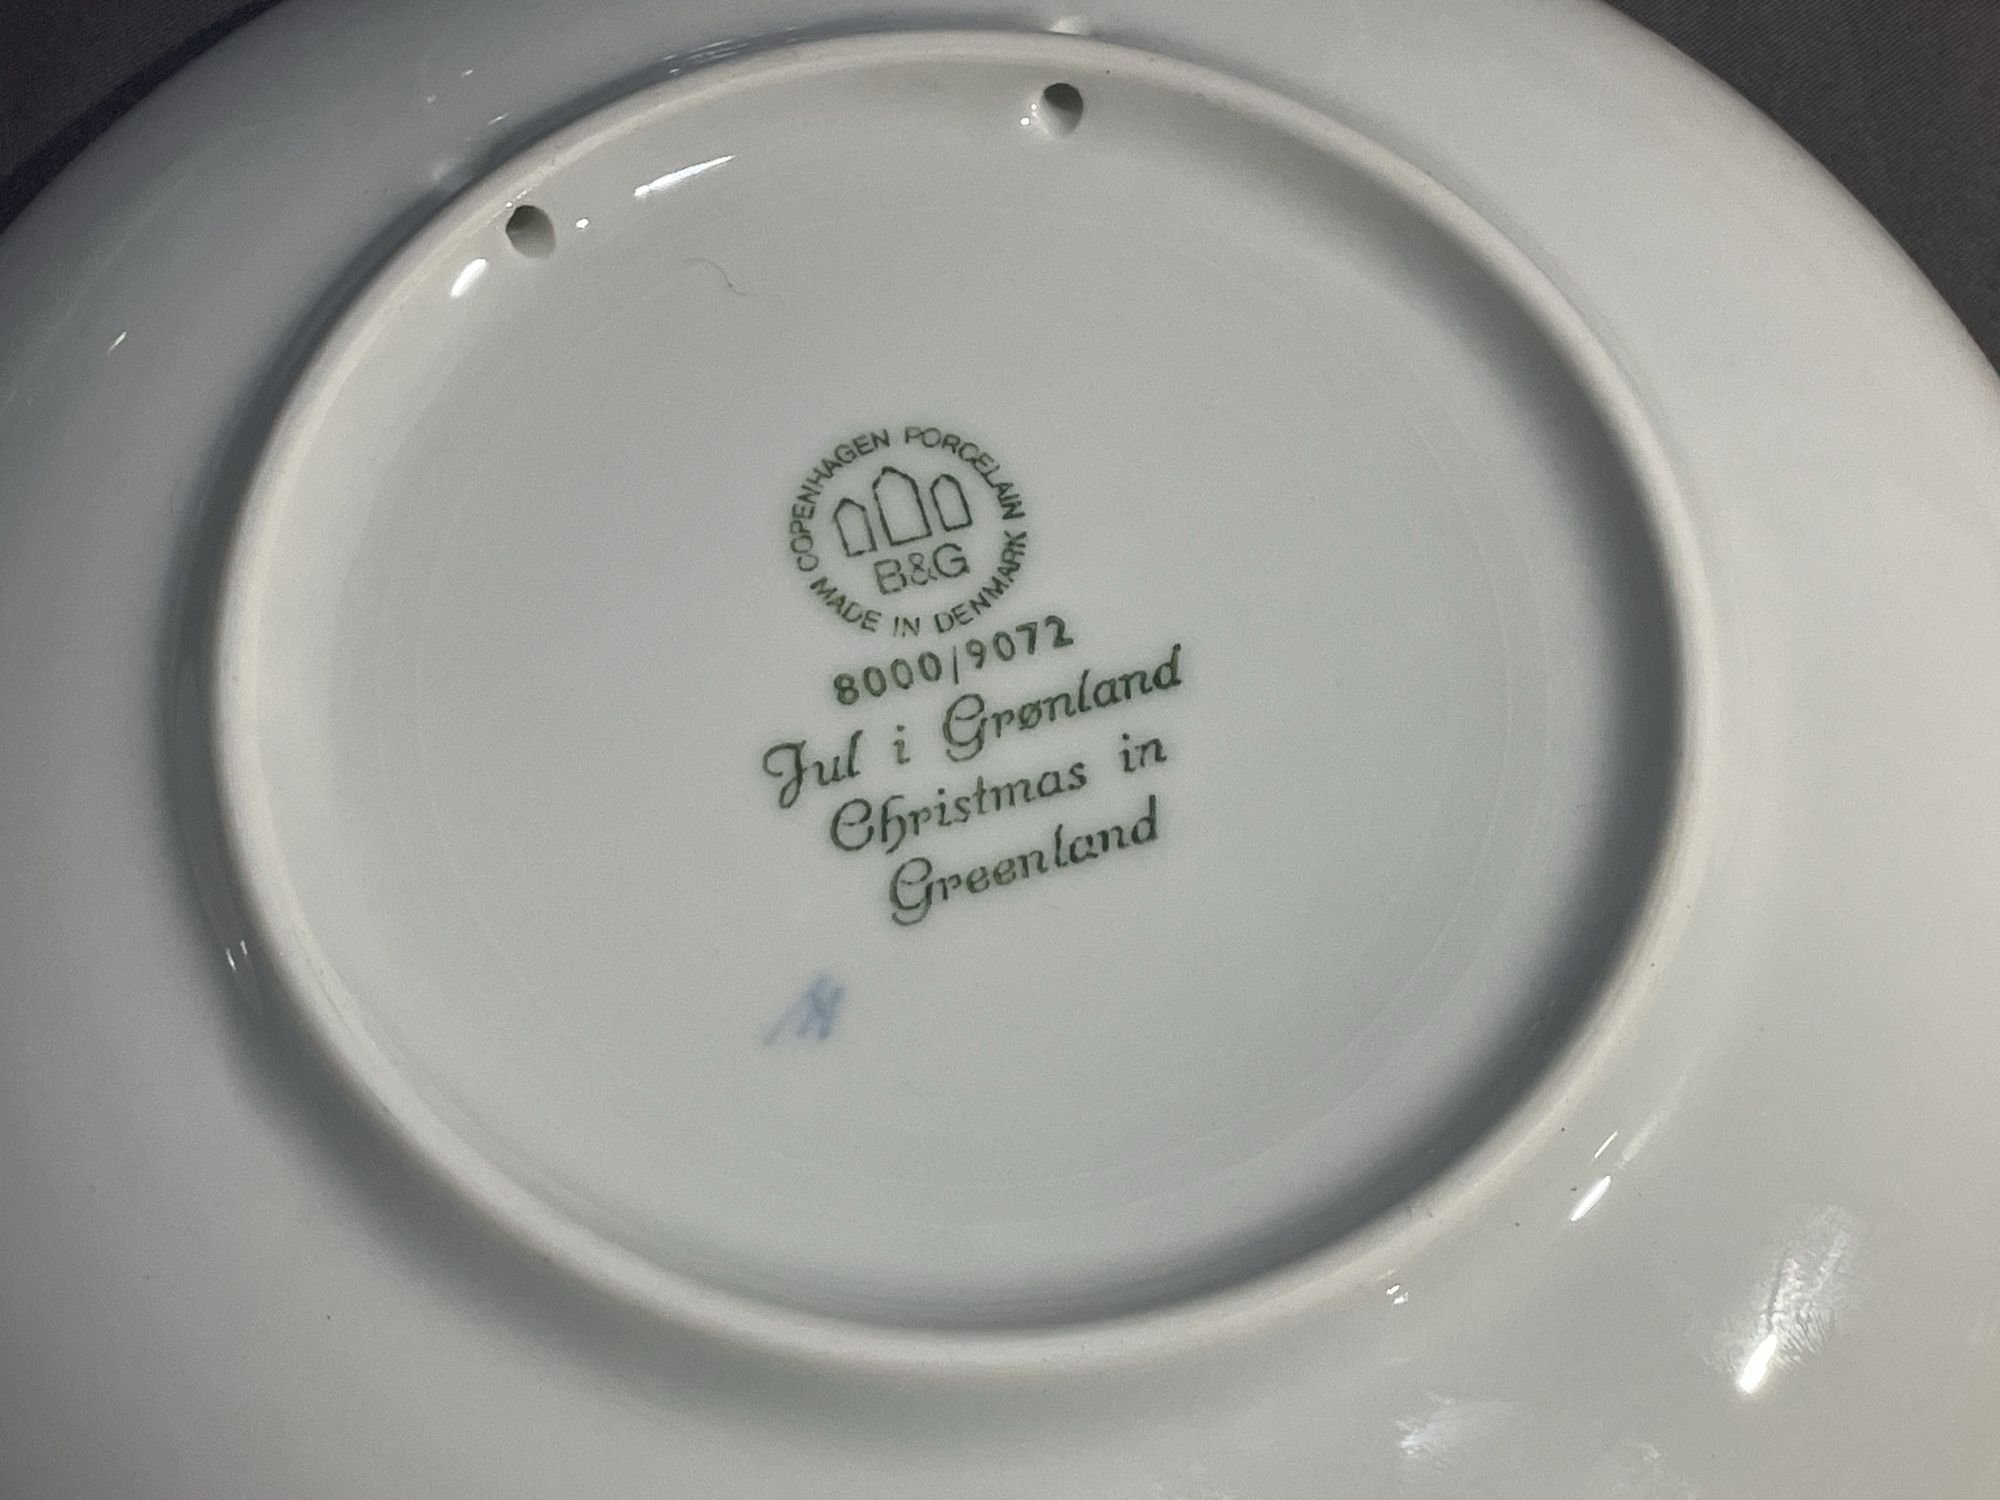 COPENHAGEN PORCELAIN
B&G
MADE IN DENMARK
8000/9072
Jul i Grønland
Christmas in
Greenland